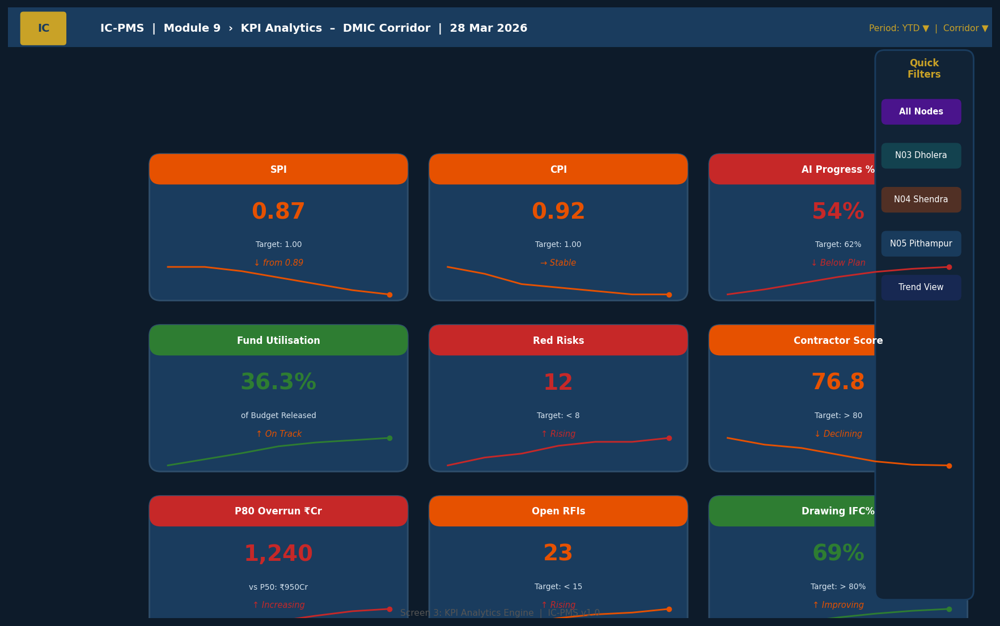 IC
IC-PMS | Module 9 › KPI Analytics – DMIC Corridor | 28 Mar 2026
Period: YTD ▼ | Corridor ▼
Quick
Filters
All Nodes
N03 Dholera
N04 Shendra
N05 Pithampur
Trend View
SPI
0.87
Target: 1.00
↓ from 0.89
CPI
0.92
Target: 1.00
→ Stable
AI Progress %
54%
Target: 62%
↓ Below Plan
Fund Utilisation
36.3%
of Budget Released
↑ On Track
Red Risks
12
Target: < 8
↑ Rising
Contractor Score
76.8
Target: > 80
↓ Declining
P80 Overrun ₹Cr
1,240
vs P50: ₹950Cr
↑ Increasing
Open RFIs
23
Target: < 15
↑ Rising
Drawing IFC%
69%
Target: > 80%
↑ Improving
Screen 3: KPI Analytics Engine | IC-PMS v1.0